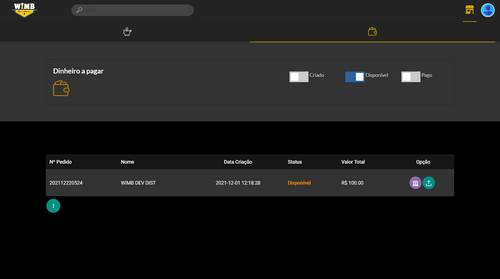 WIMB
Dinheiro a pagar
Criado
Disponível
Pago
Nº Pedido Nome Data Criação Status Valor Total Opção
202112220524 WIMB DEV DIST 2021-12-01 12:18:28 Disponível R$ 100.00
1